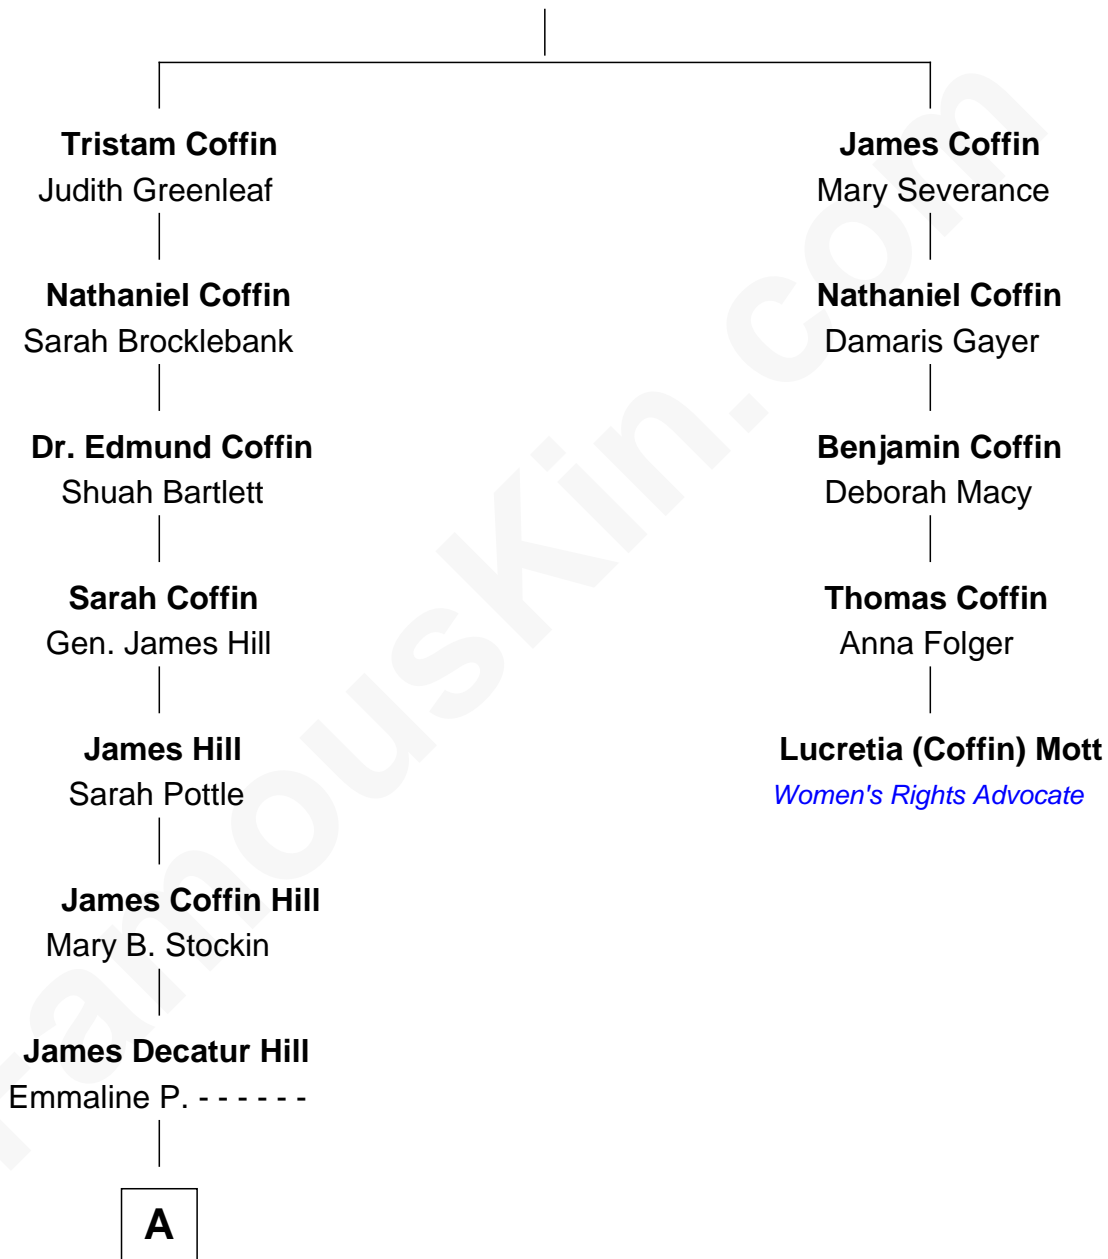 Tristam Coffin
Judith Greenleaf
Nathaniel Coffin
Sarah Brocklebank
Dr. Edmund Coffin
Shuah Bartlett
Sarah Coffin
Gen. James Hill
James Hill
Sarah Pottle
James Coffin Hill
Mary B. Stockin
James Decatur Hill
Emmaline P. - - - - - -
A
James Coffin
Mary Severance
Nathaniel Coffin
Damaris Gayer
Benjamin Coffin
Deborah Macy
Thomas Coffin
Anna Folger
Lucretia (Coffin) Mott
Women's Rights Advocate
FamousKin.com